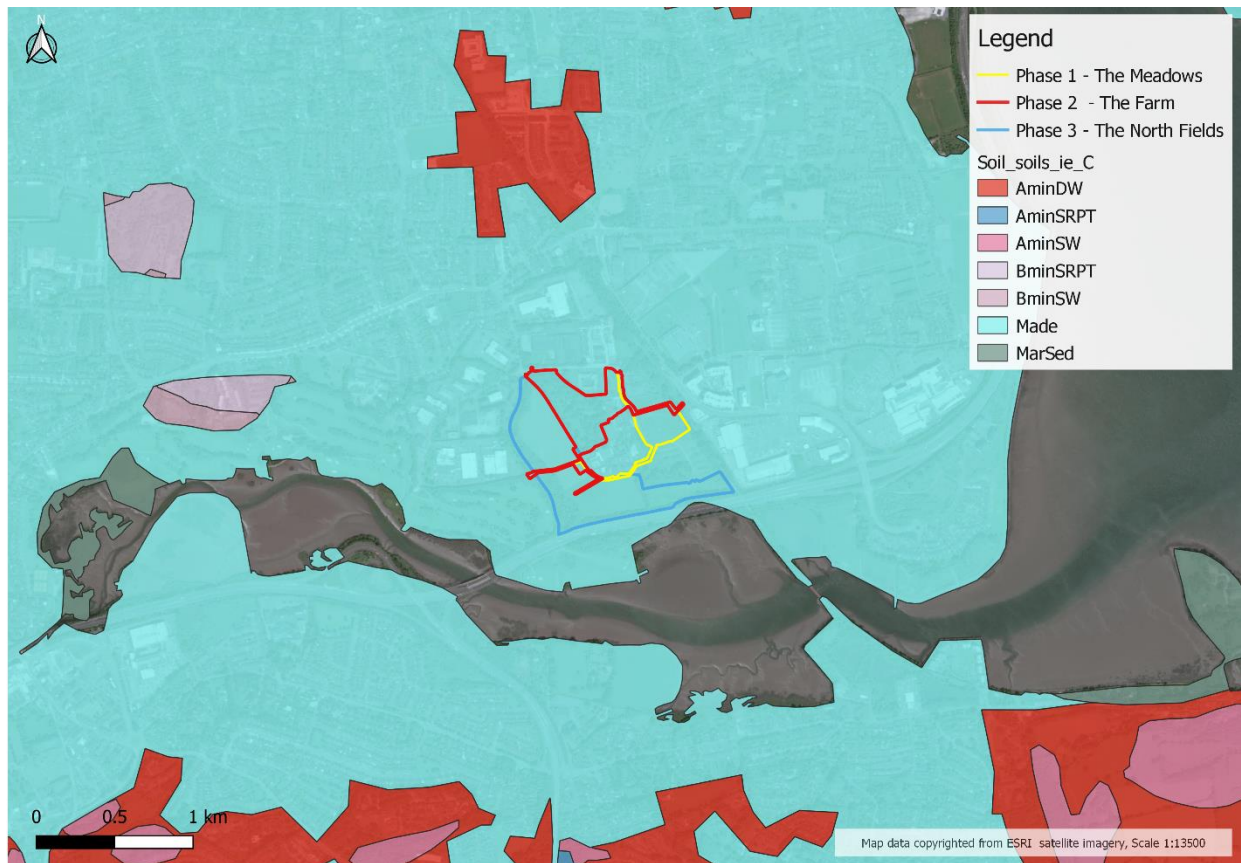 N
Legend
Phase 1 - The Meadows
Phase 2 - The Farm
Phase 3 - The North Fields
Soil_soils_ie_C
AminDW
AminSRPT
AminSW
BminSRPT
BminSW
Made
MarSed
0 0.5 1 km
Map data copyrighted from ESRI satellite imagery, Scale 1:13500